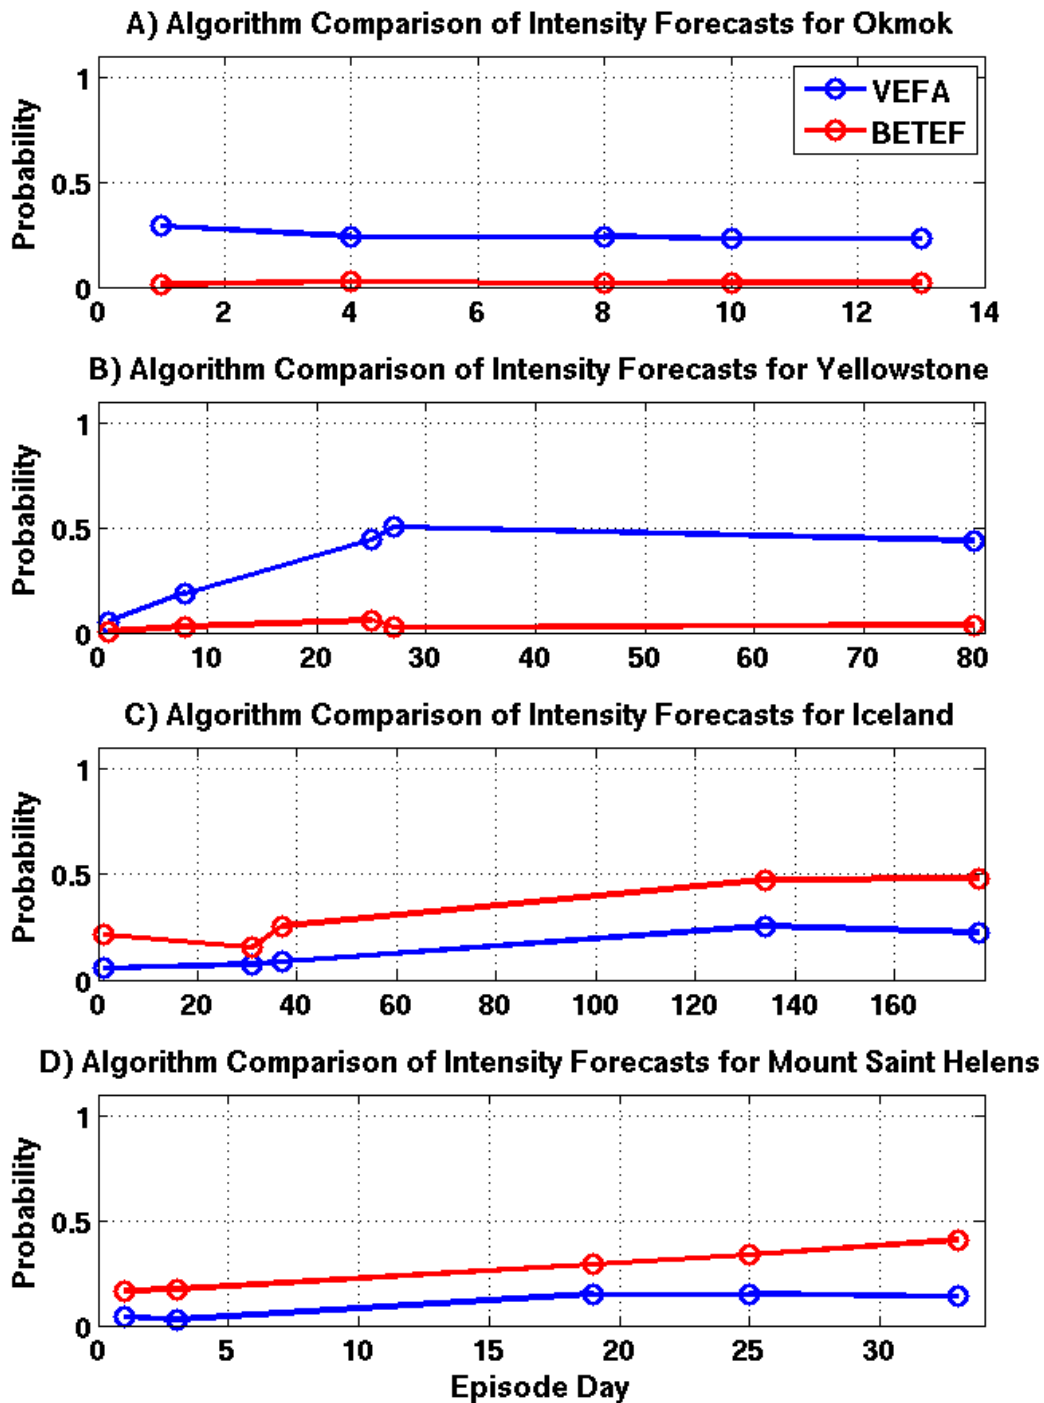 A) Algorithm Comparison of Intensity Forecasts for Okmok
1
0.5
0
Probability
VEFA
BETEF
0 2 4 6 8 10 12 14
B) Algorithm Comparison of Intensity Forecasts for Yellowstone
1
0.5
0
Probability
0 10 20 30 40 50 60 70 80
C) Algorithm Comparison of Intensity Forecasts for Iceland
1
0.5
0
Probability
0 20 40 60 80 100 120 140 160
D) Algorithm Comparison of Intensity Forecasts for Mount Saint Helens
1
0.5
0
Probability
0 5 10 15 20 25 30
Episode Day